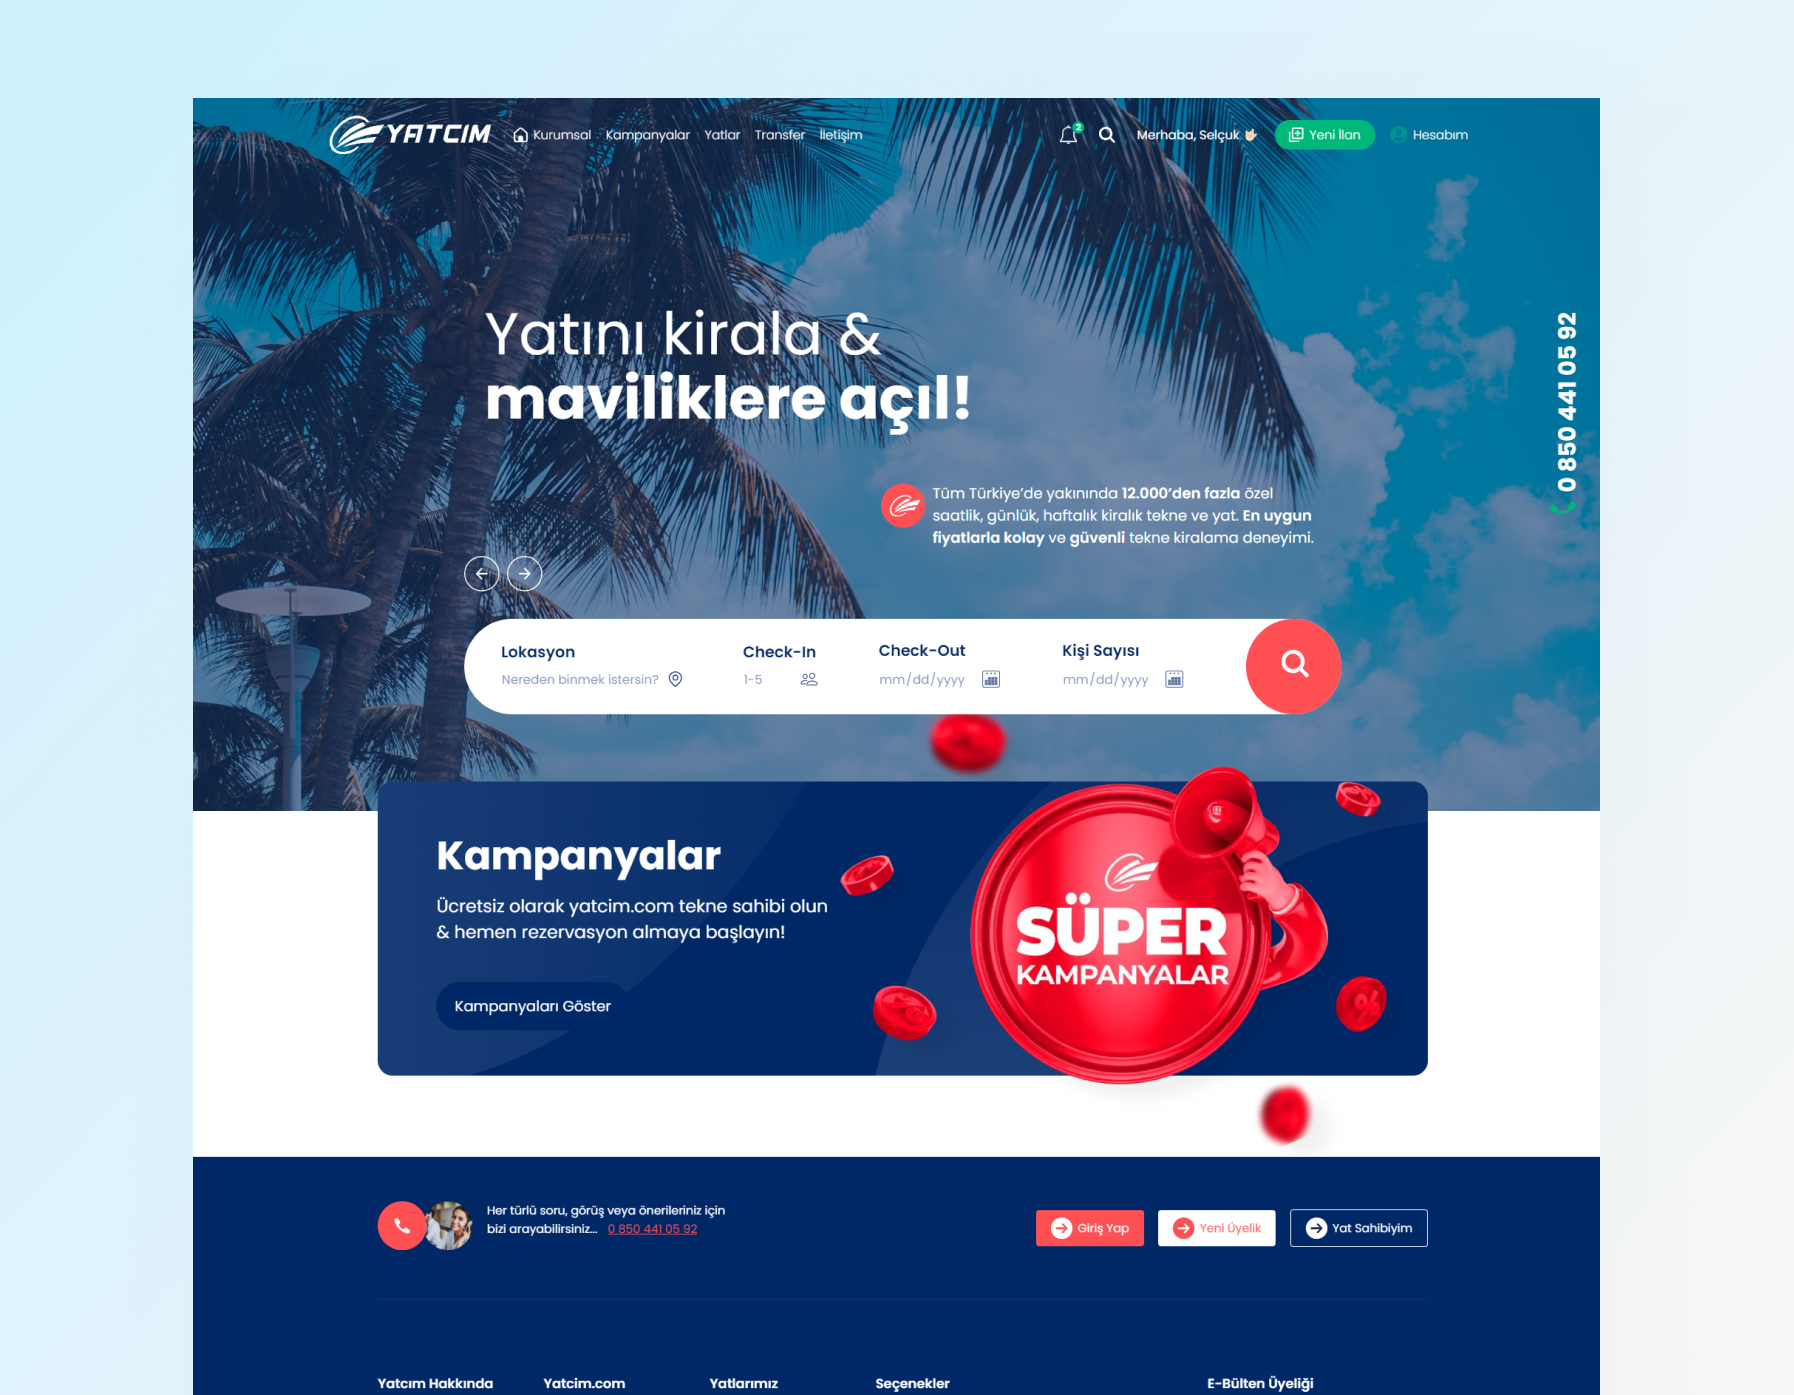 YATCIM
Kurumsal Kampanyalar Yatlar Transfer İletişim
2
Merhaba, Selçuk
Yeni İlan
Hesabım
Yatını kirala &
maviliklere açıl!
0 850 441 05 92
Tüm Türkiye’de yakınında 12.000’den fazla özel
saatlik, günlük, haftalık kiralık tekne ve yat. En uygun
fiyatlarla kolay ve güvenli tekne kiralama deneyimi.
Lokasyon Check-In Check-Out Kişi Sayısı
Nereden binmek istersin? 1-5 mm/dd/yyyy mm/dd/yyyy
Kampanyalar
Ücretsiz olarak yatcim.com tekne sahibi olun
& hemen rezervasyon almaya başlayın!
Kampanyaları Göster
SÜPER
KAMPANYALAR
Her türlü soru, görüş veya önerileriniz için
bizi arayabilirsiniz... 0 850 441 05 92
Giriş Yap
Yeni Üyelik
Yat Sahibiyim
Yatcım Hakkında Yatcim.com Yatlarımız Seçenekler E-Bülten Üyeliği